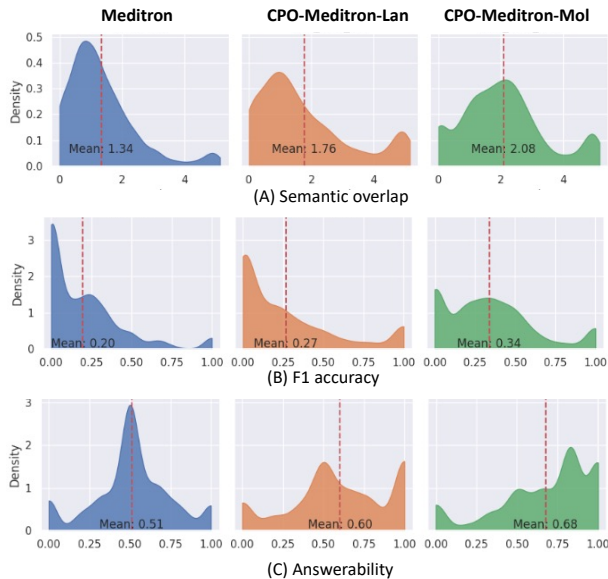 Meditron CPO-Meditron-Lan CPO-Meditron-Mol
Density
0.5
0.4
0.3
0.2
0.1
0.0
Mean: 1.34 Mean: 1.76 Mean: 2.08
0 2 4 0 2 4 0 2 4
(A) Semantic overlap
Density
3
2
1
0
Mean: 0.20 Mean: 0.27 Mean: 0.34
0.00 0.25 0.50 0.75 1.00 0.00 0.25 0.50 0.75 1.00 0.00 0.25 0.50 0.75 1.00
(B) F1 accuracy
Density
3
2
1
0
Mean: 0.51 Mean: 0.60 Mean: 0.68
0.00 0.25 0.50 0.75 1.00 0.00 0.25 0.50 0.75 1.00 0.00 0.25 0.50 0.75 1.00
(C) Answerability